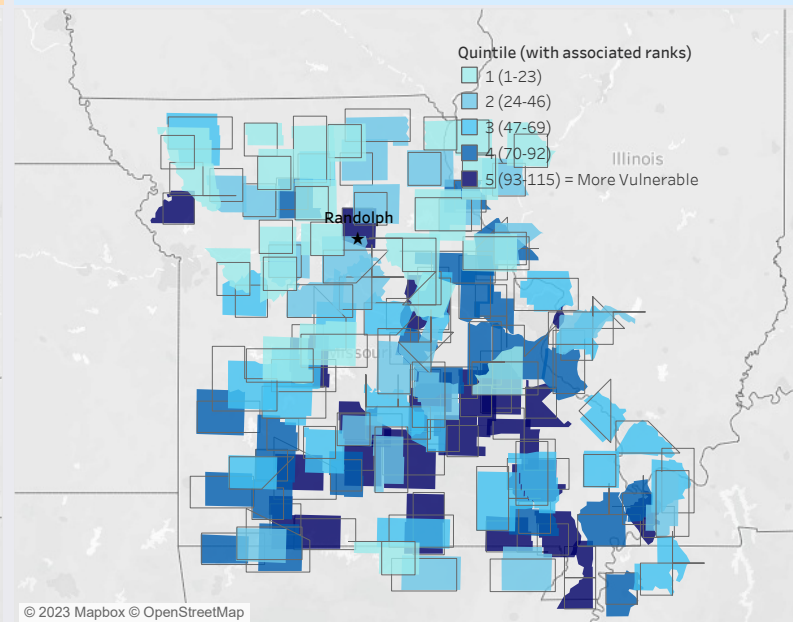 Quintile (with associated ranks)
1 (1-23)
2 (24-46)
3 (47-69)
4 (70-92)
5 (93-115) = More Vulnerable
Illinois
Randolph
Missouri
© 2023 Mapbox © OpenStreetMap